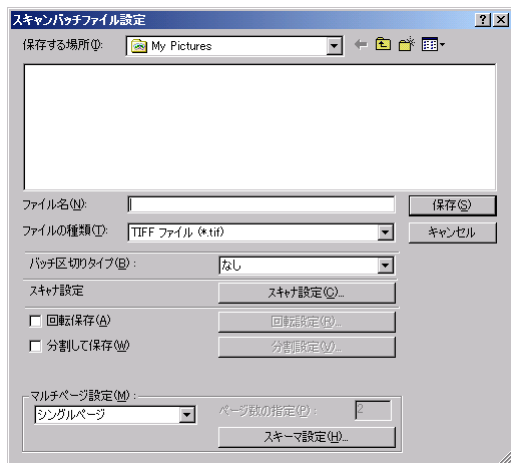 スキャンバッチファイル設定
保存する場所(I):
My Pictures
ファイル名(N):
保存(S)
ファイルの種類(T):
TIFF ファイル (*.tif)
キャンセル
バッチ区切りタイプ(B) :
なし
スキャナ設定
スキャナ設定(C)...
回転保存(A)
回転設定(R)...
分割して保存(W)
分割設定(V)...
マルチページ設定(M) :
シングルページ
ページ数の指定(P) :
2
スキーマ設定(H)...